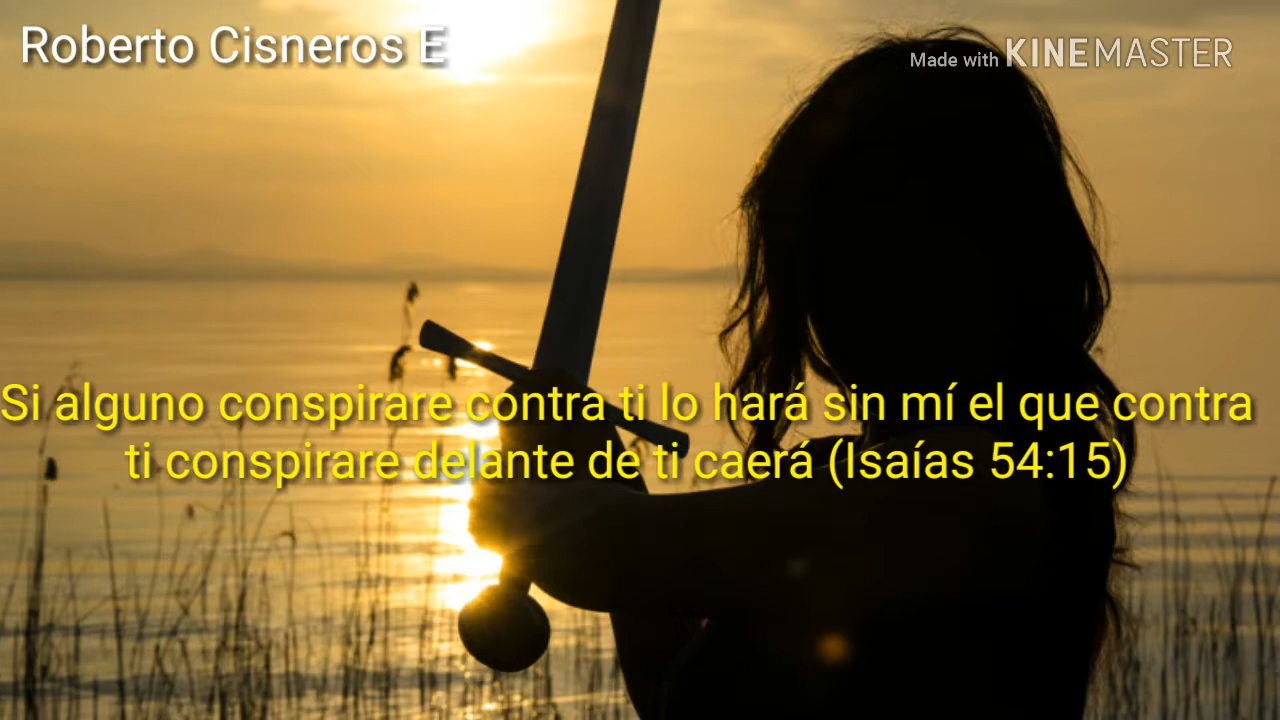 Roberto Cisneros E
Made with KINEMASTER
Si alguno conspirare contra ti lo hará sin mí el que contra
ti conspirare delante de ti caerá (Isaías 54:15)